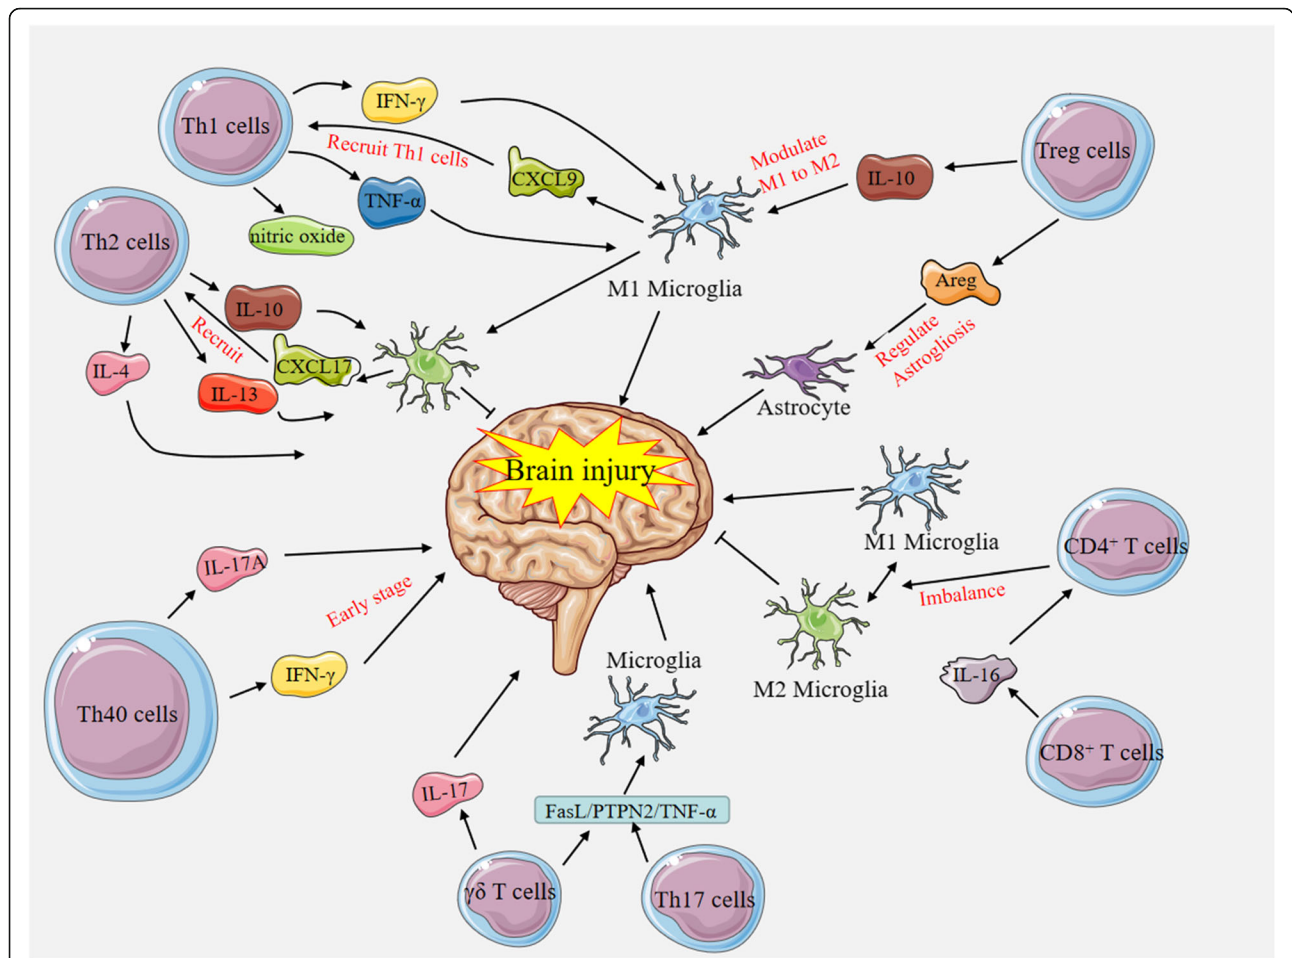 Th1 cells
IFN-γ
Recruit Th1 cells
CXCL9
TNF-α
nitric oxide
Modulate
M1 to M2
IL-10
Treg cells
Th2 cells
IL-10
Recruit
CXCL17
IL-4
IL-13
M1 Microglia
Areg
Regulate
Astrogliosis
Astrocyte
Brain injury
M1 Microglia
CD4⁺ T cells
Imbalance
IL-17A
Early stage
IFN-γ
Th40 cells
Microglia
M2 Microglia
IL-16
CD8⁺ T cells
IL-17
FasL/PTPN2/TNF-α
γδ T cells
Th17 cells